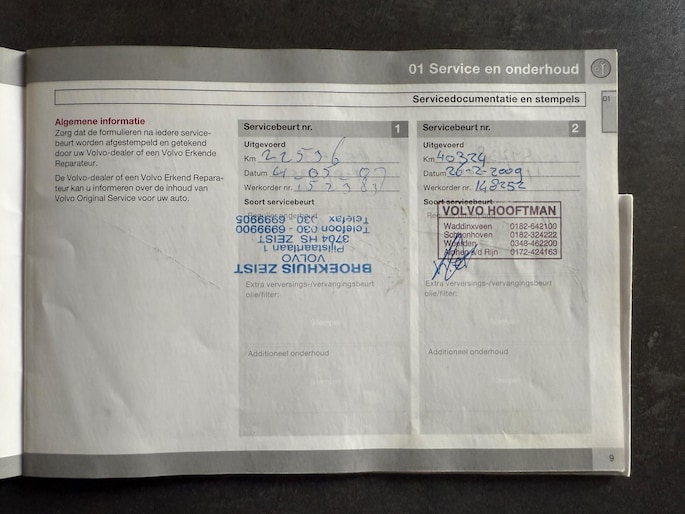 01 Service en onderhoud
01
Servicedocumentatie en stempels
Algemene informatie
Zorg dat de formulieren na iedere service-
beurt worden afgestempeld en getekend
door uw Volvo-dealer of een Volvo Erkende
Reparateur.
De Volvo-dealer of een Volvo Erkend Repara-
teur kan u informeren over de inhoud van
Volvo Original Service voor uw auto.
Servicebeurt nr. 1
Uitgevoerd
Km 22536
Datum
Werkorder nr.
Soort servicebeurt
BROEKHUIS ZEIST
VOLVO
Pijlstaartlaan 1
3704 HS ZEIST
Telefoon 030 - 6999900
Telefax 030 - 6999905
Extra verversings-/vervangingsbeurt
olie/filter:
Additioneel onderhoud
Servicebeurt nr. 2
Uitgevoerd
Km 40324
Datum 26-2-2009
Werkorder nr. 148252
Soort servicebeurt
VOLVO HOOFTMAN
Waddinxveen 0182-642100
Schoonhoven 0182-324222
Woerden 0348-462200
Alphen a/d Rijn 0172-424163
Extra verversings-/vervangingsbeurt
olie/filter:
Additioneel onderhoud
9